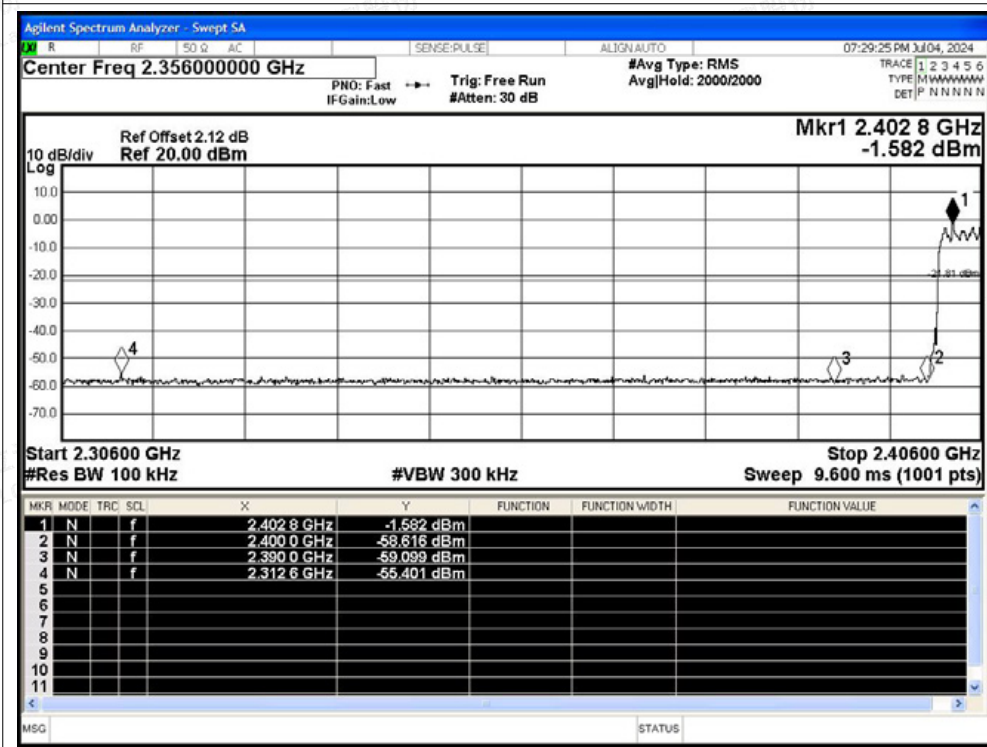 Agilent Spectrum Analyzer - Swept SA
LXI R RF 50 Ω AC SENSE:PULSE ALIGN AUTO 07:29:25 PM Jul 04, 2024
Center Freq 2.356000000 GHz #Avg Type: RMS TRACE 1 2 3 4 5 6
PNO: Fast Trig: Free Run Avg|Hold: 2000/2000 TYPE MWWWWW
IFGain:Low #Atten: 30 dB DET P N N N N N
Mkr1 2.402 8 GHz
Ref Offset 2.12 dB
10 dB/div Ref 20.00 dBm -1.582 dBm
Log
10.0
1
0.00
-10.0
-20.0 -21.81 dBm
-30.0
-40.0
4
-50.0 3 2
-60.0
-70.0
Start 2.30600 GHz Stop 2.40600 GHz
#Res BW 100 kHz #VBW 300 kHz Sweep 9.600 ms (1001 pts)
MKR MODE TRC SCL X Y FUNCTION FUNCTION WIDTH FUNCTION VALUE
1 N f 2.402 8 GHz -1.582 dBm
2 N f 2.400 0 GHz -58.616 dBm
3 N f 2.390 0 GHz -59.099 dBm
4 N f 2.312 6 GHz -55.401 dBm
5
6
7
8
9
10
11
MSG STATUS